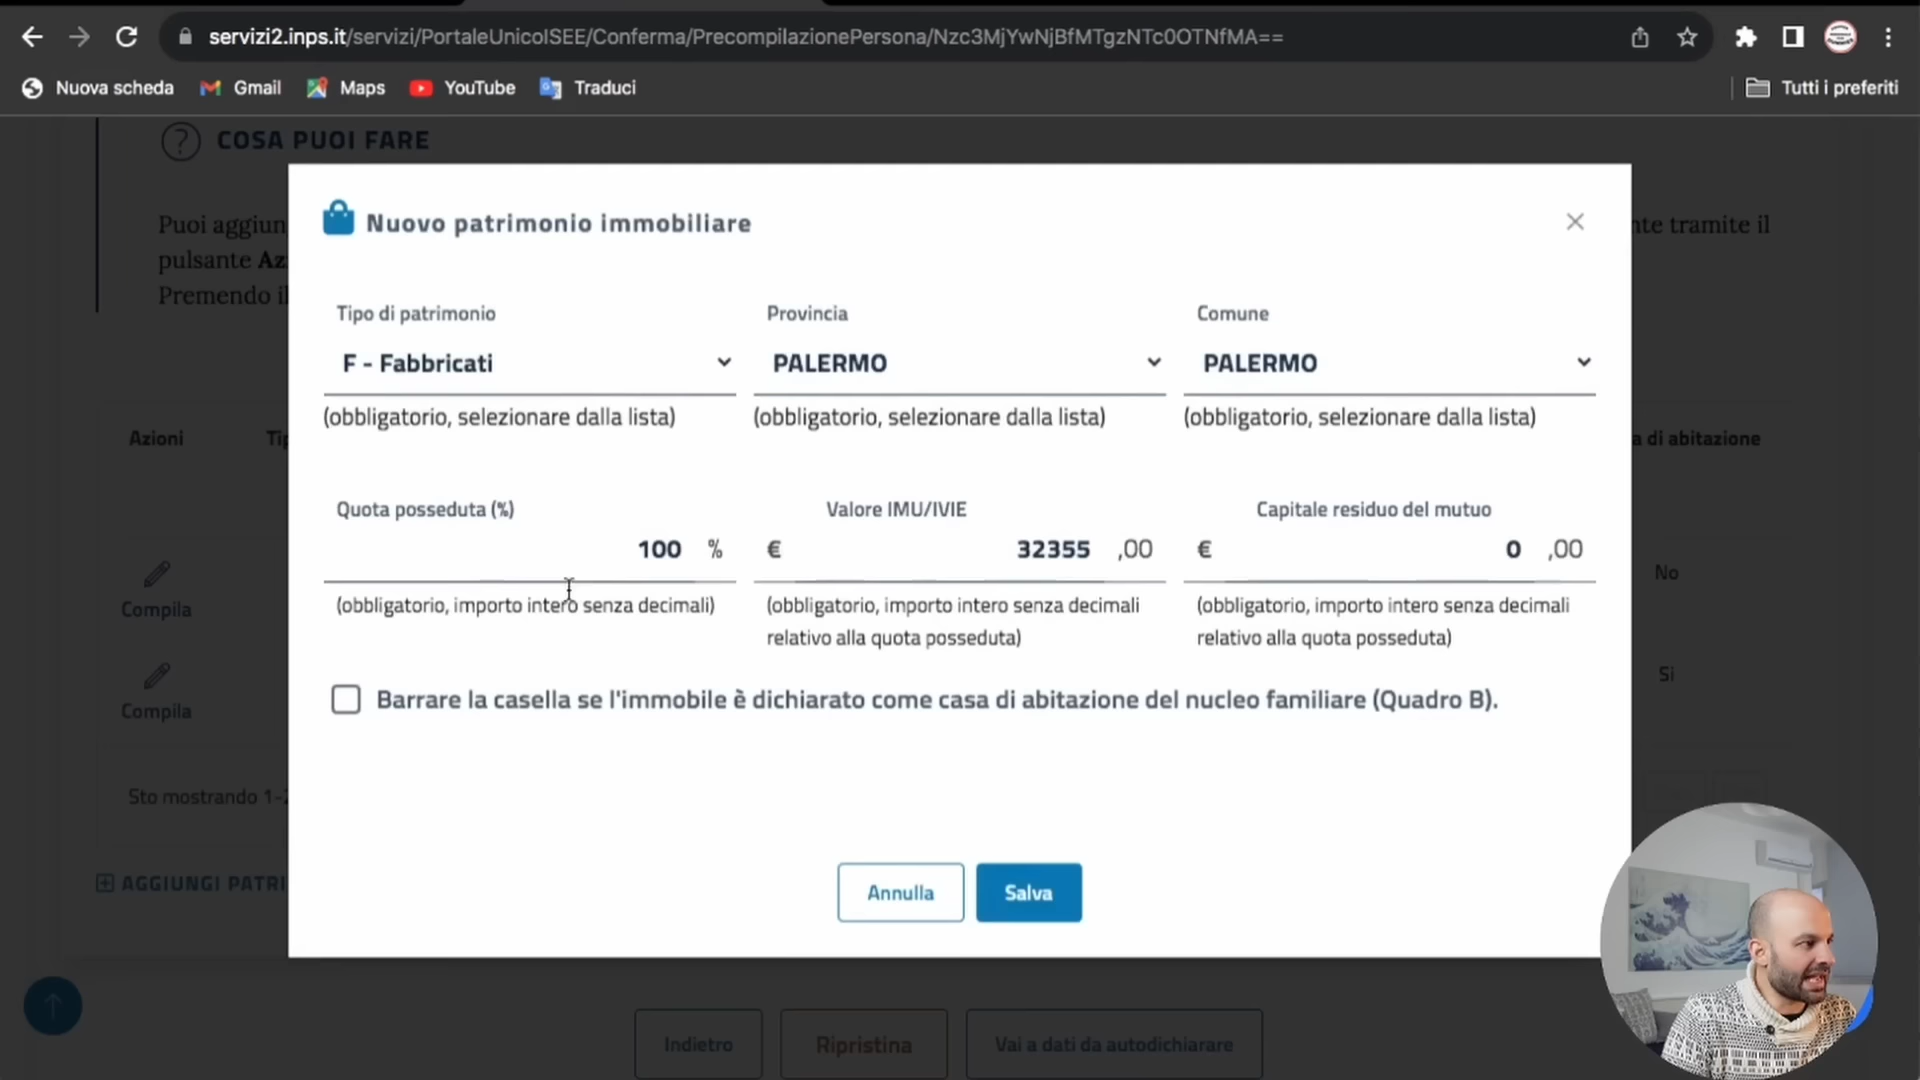 servizi2.inps.it/servizi/PortaleUnicoISEE/Conferma/PrecompilazionePersona/Nzc3MjYwNjBfMTgzNTc0OTNfMA==
Nuova scheda Gmail Maps YouTube Traduci Tutti i preferiti
COSA PUOI FARE
Puoi aggiun nte tramite il
pulsante Az
Premendo il
Nuovo patrimonio immobiliare
Tipo di patrimonio Provincia Comune
F - Fabbricati PALERMO PALERMO
(obbligatorio, selezionare dalla lista) (obbligatorio, selezionare dalla lista) (obbligatorio, selezionare dalla lista)
Azioni Tip a di abitazione
Quota posseduta (%) Valore IMU/IVIE Capitale residuo del mutuo
100 % € 32355 ,00 € 0 ,00
(obbligatorio, importo intero senza decimali) (obbligatorio, importo intero senza decimali relativo alla quota posseduta) (obbligatorio, importo intero senza decimali relativo alla quota posseduta)
Compila No
Compila Si
Barrare la casella se l'immobile è dichiarato come casa di abitazione del nucleo familiare (Quadro B).
Sto mostrando 1-2
AGGIUNGI PATRI
Annulla Salva
Indietro Ripristina Vai a dati da autodichiarare